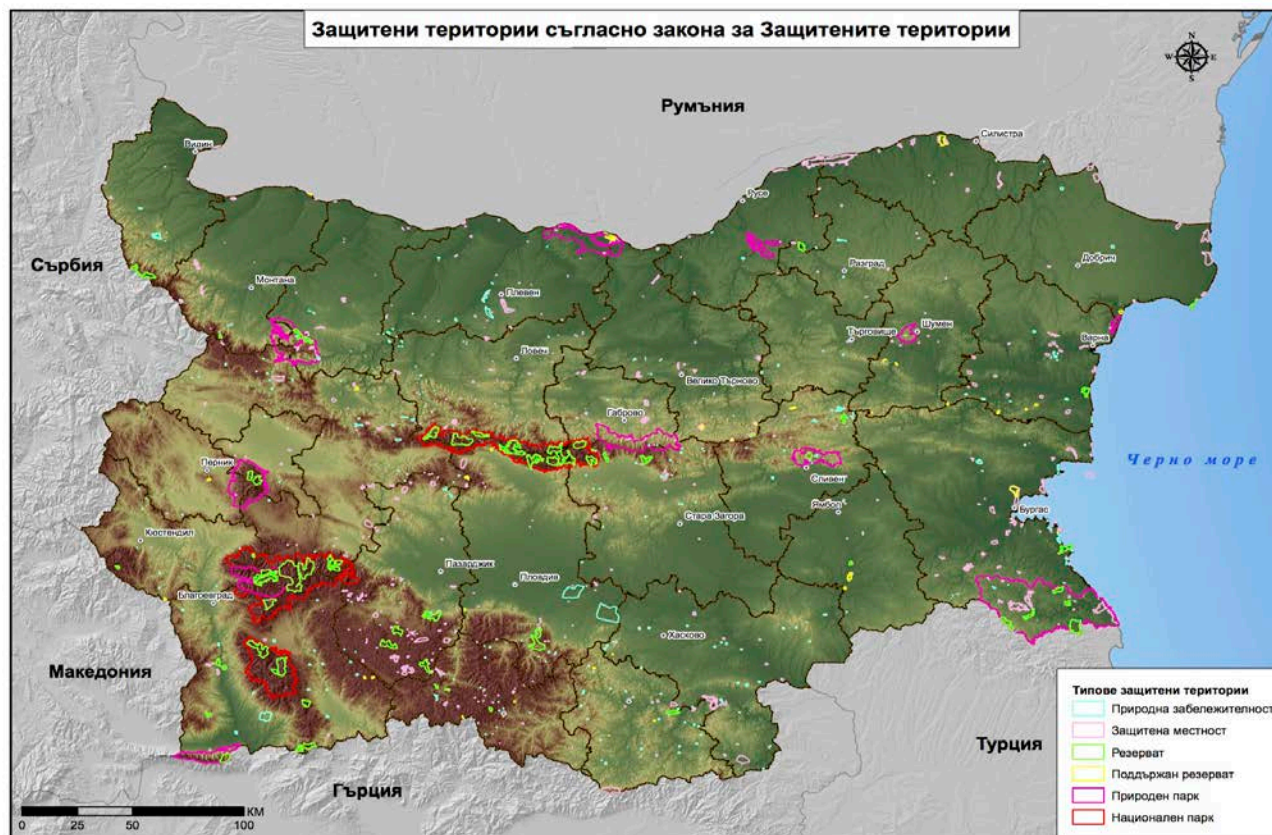 Защитени територии съгласно закона за Защитените територии
N
W
E
S
Румъния
Силистра
Видин
Русе
Сърбия
Добрич
Разград
Монтана
Плевен
Шумен
Търговище
Варна
Ловеч
Велико Търново
Габрово
Черно море
Перник
Сливен
Ямбол
Бургас
Стара Загора
Кюстендил
Пазарджик
Пловдив
Благоевград
Хасково
Македония
Турция
Гърция
Типове защитени територии
Природна забележителност
Защитена местност
Резерват
Поддържан резерват
Природен парк
Национален парк
КМ
0 25 50 100